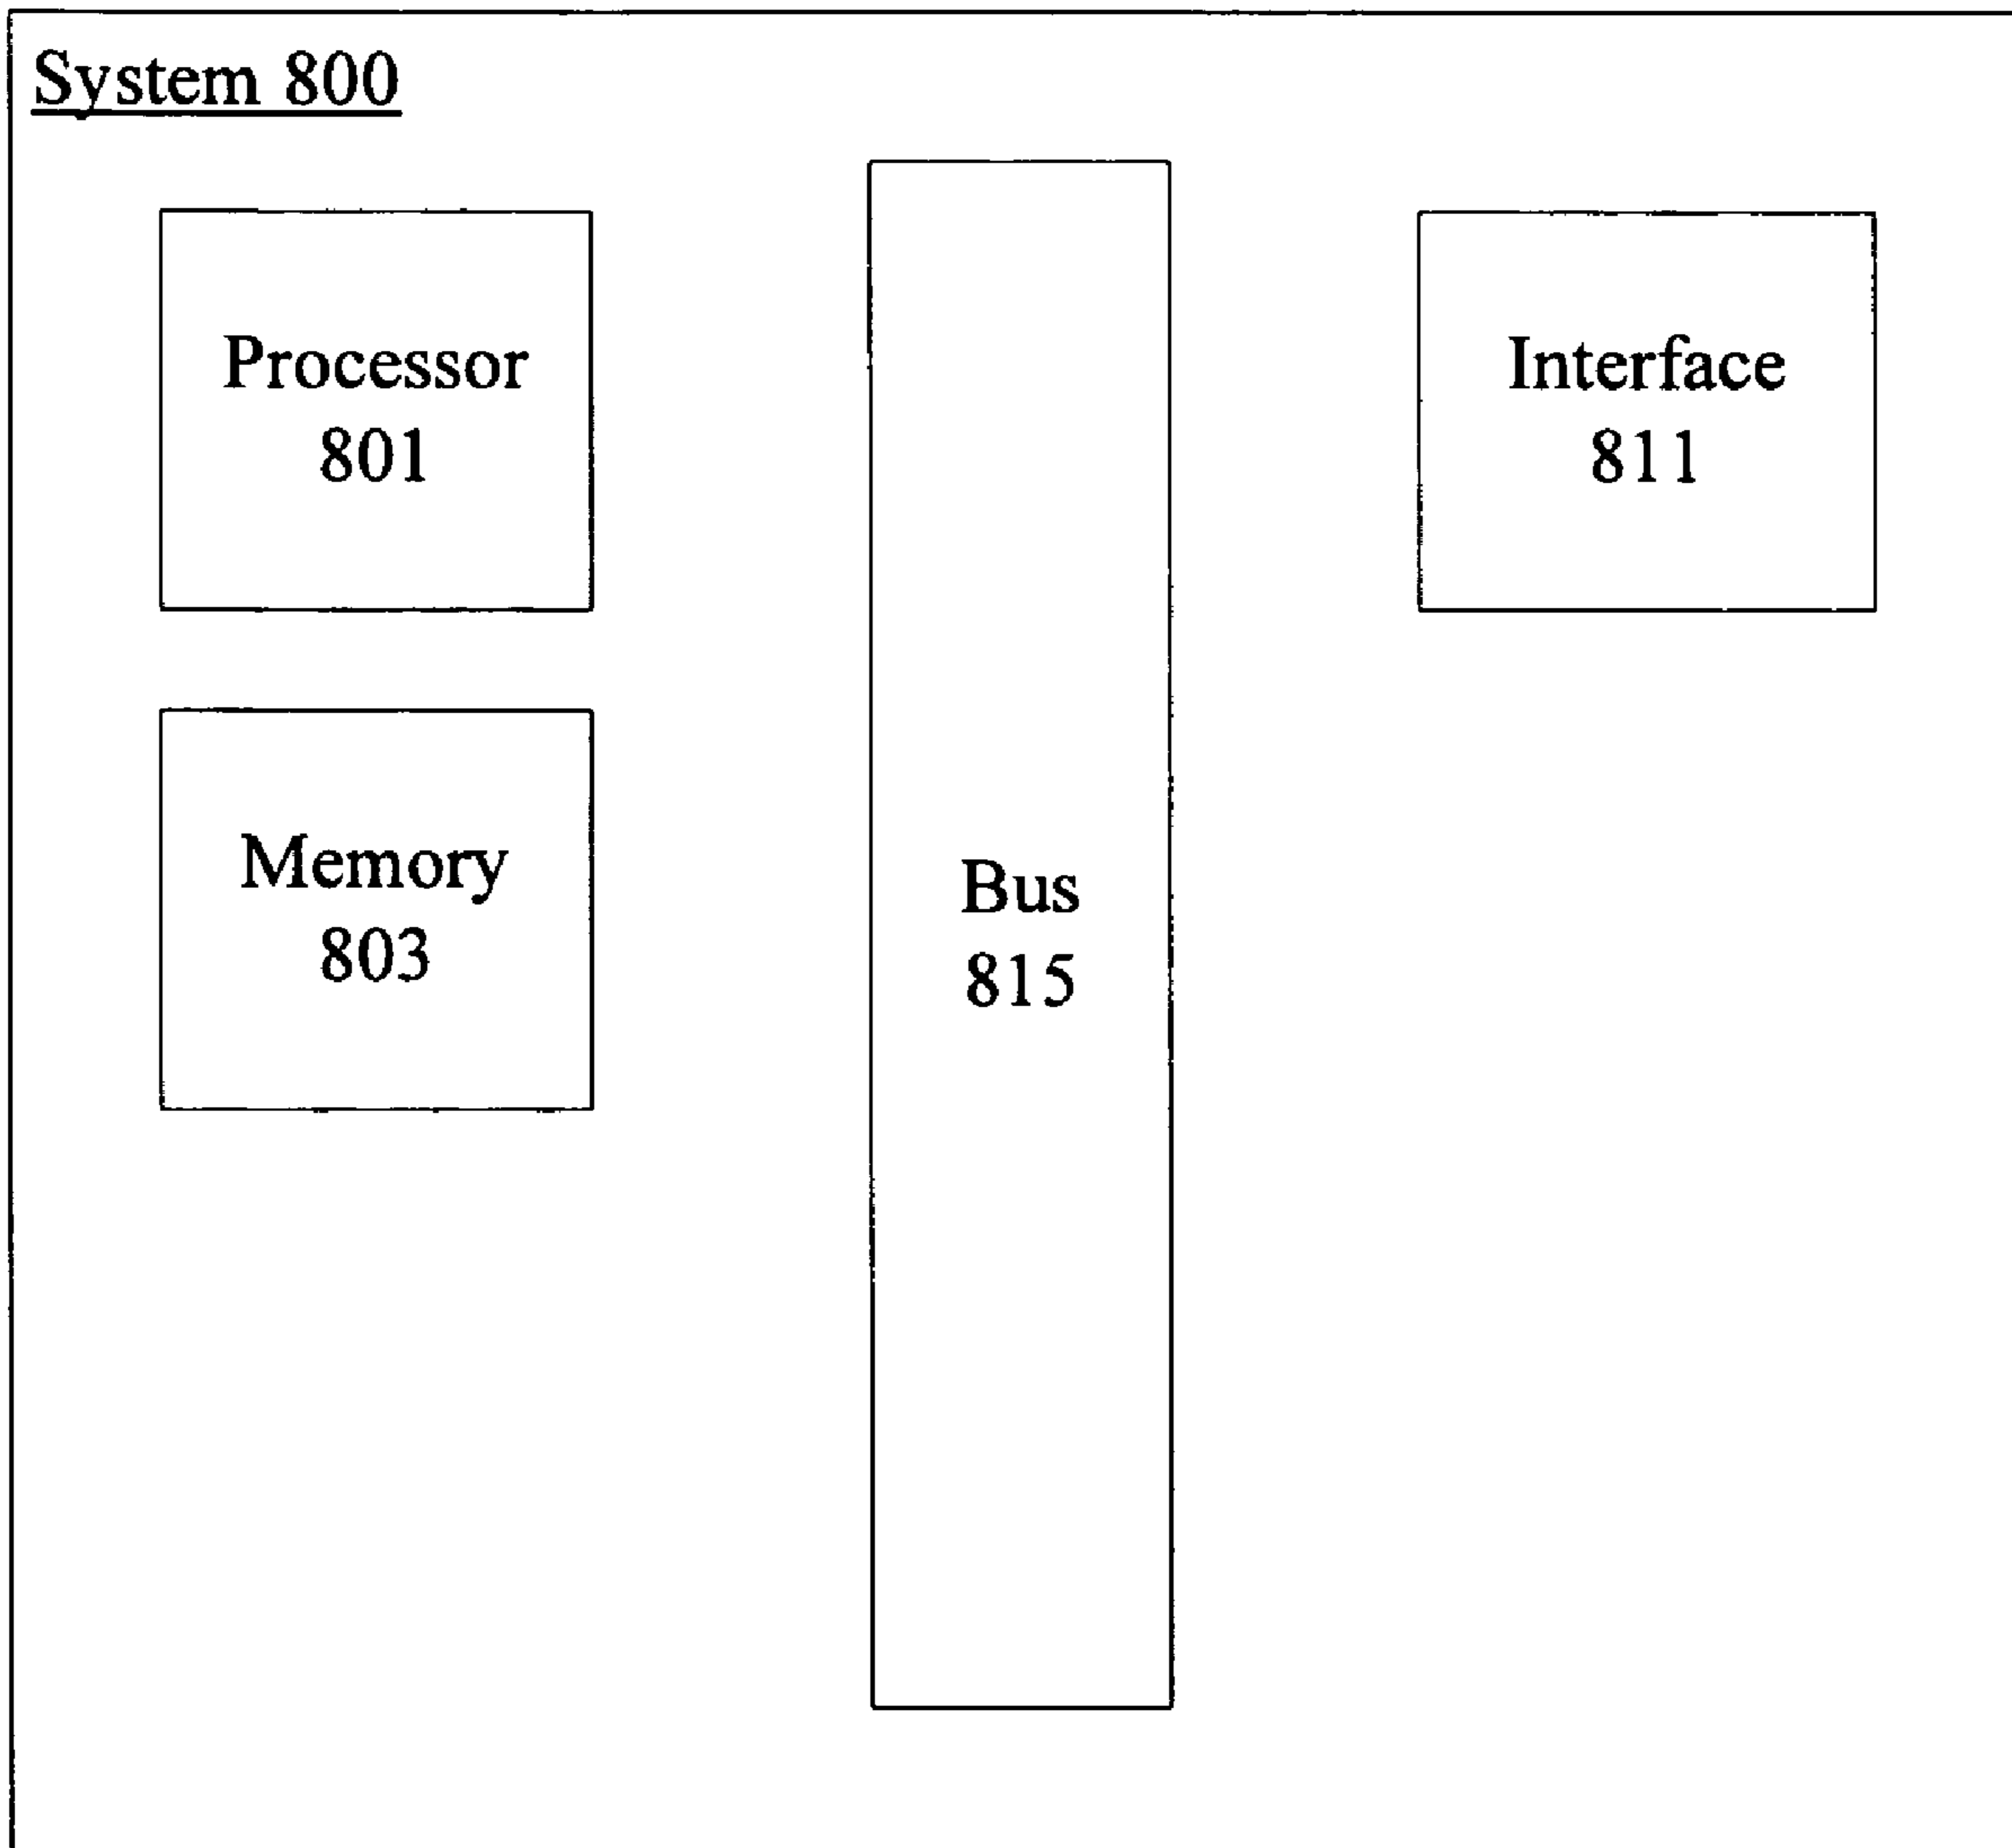 System 800
Processor
801
Interface
811
Memory
803
Bus
815